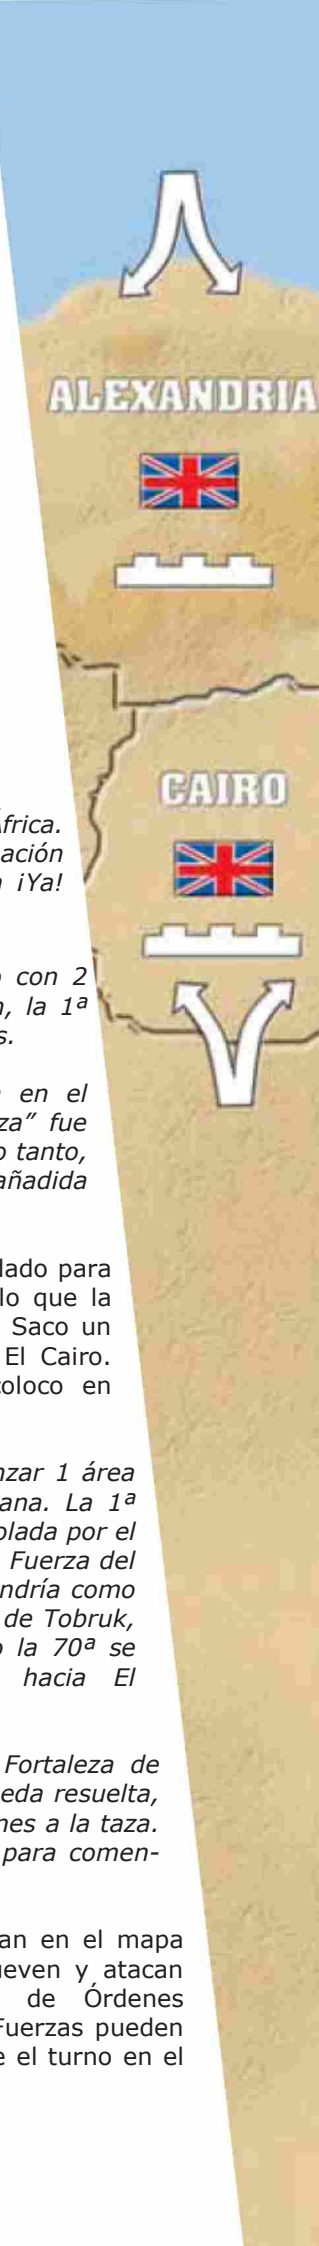 ALEXANDRIA
CAIRO
África.
ación
¡Ya!
con 2
la 1ª
s.
en el
za” fue
tanto,
añadida
lado para
lo que la
Saco un
El Cairo.
coloco en
nzar 1 área
ana. La 1ª
olada por el
Fuerza del
ndría como
de Tobruk,
la 70ª se
hacia El
Fortaleza de
eda resuelta,
nes a la taza.
para comen-
an en el mapa
ueven y atacan
de Órdenes
Fuerzas pueden
e el turno en el